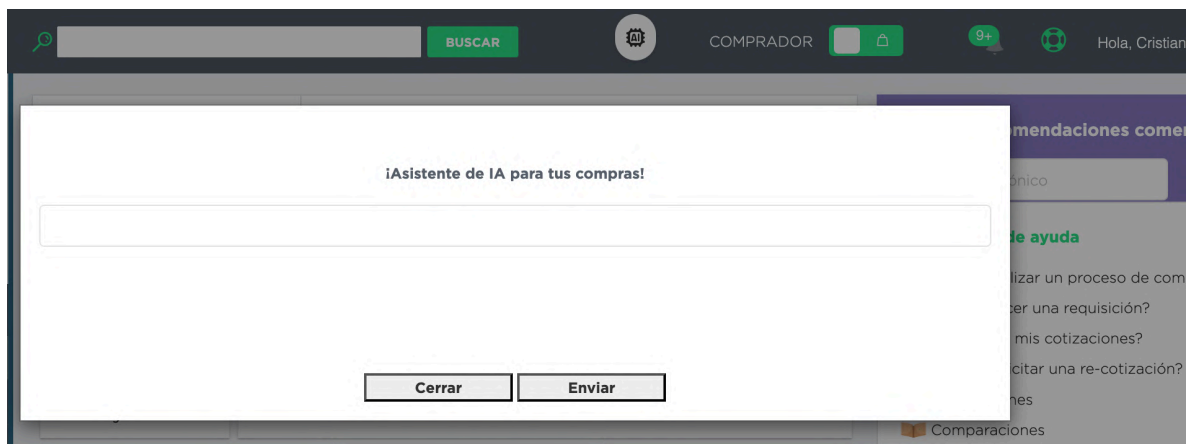 BUSCAR
AI
COMPRADOR
9+
Hola, Cristian
¡Asistente de IA para tus compras!
Cerrar
Enviar
mendaciones comer
ónico
de ayuda
lizar un proceso de com
cer una requisición?
mis cotizaciones?
citar una re-cotización?
nes
Comparaciones